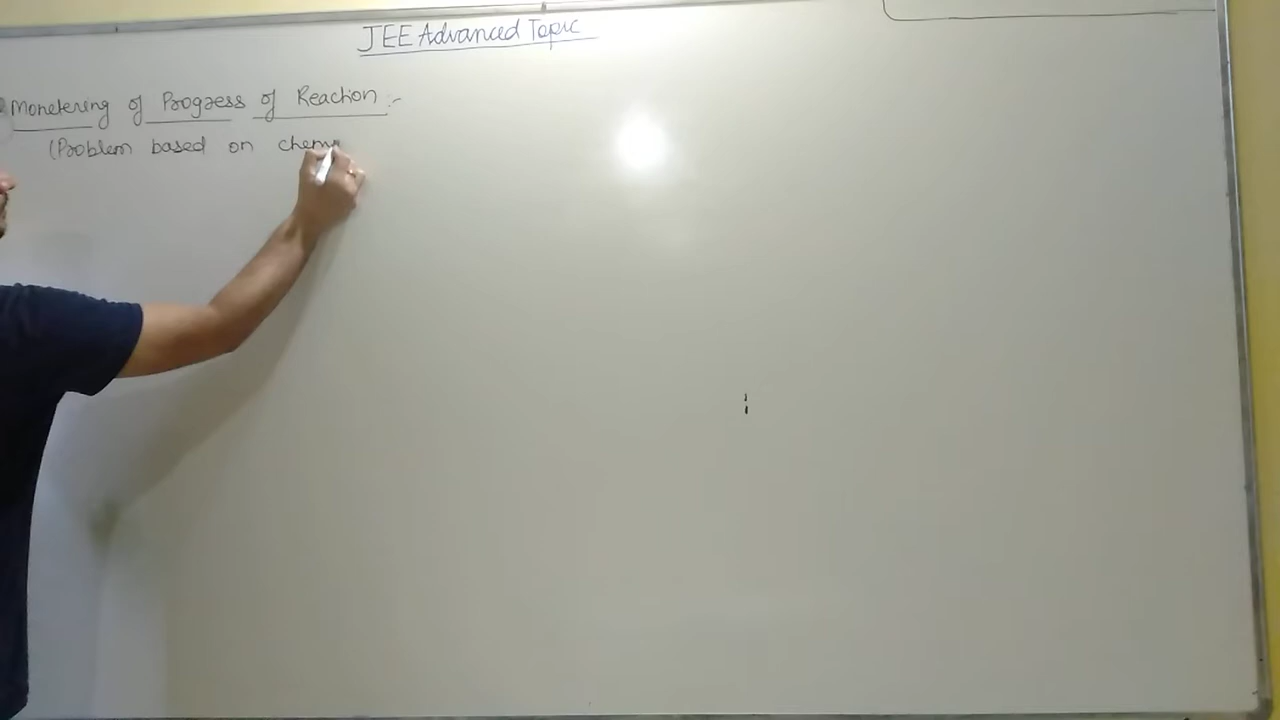 JEE Advanced Topic
Monetering of Progress of Reaction :-
(Problem based on chem